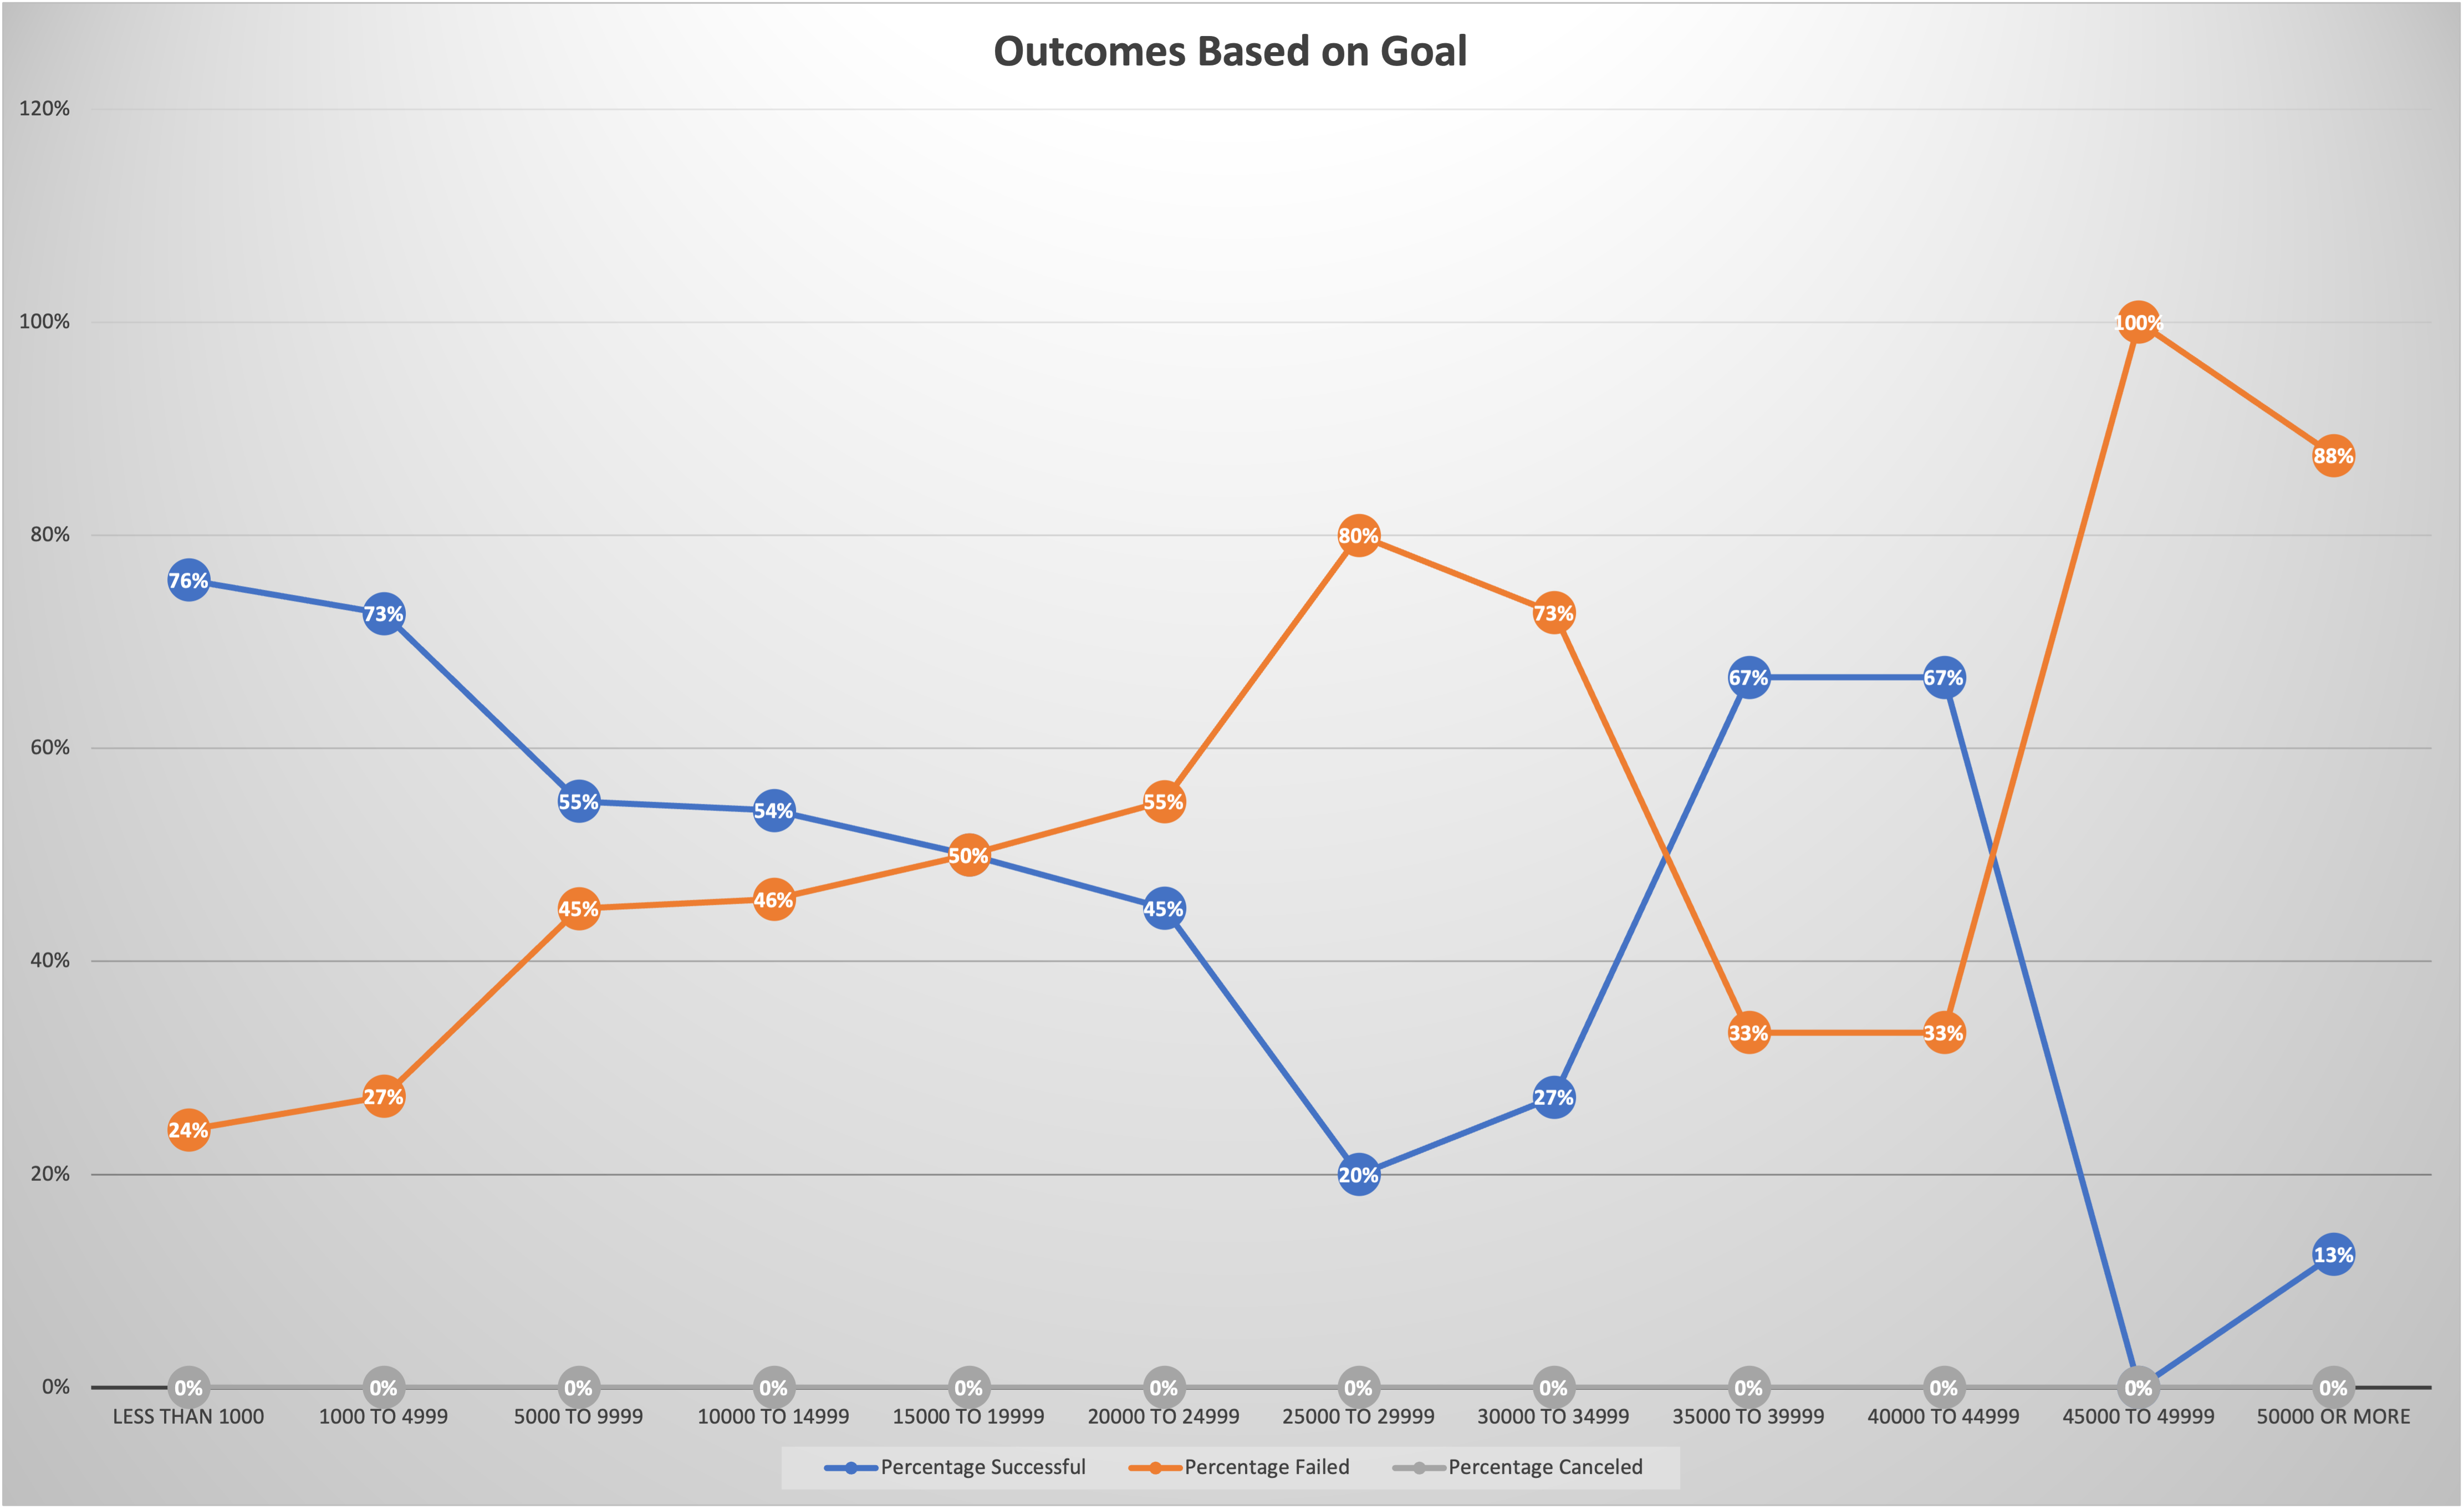 Outcomes Based on Goal
120%
100%
80%
60%
40%
20%
0%
76% 73% 55% 54% 45% 20% 27% 67% 67% 13%
24% 27% 45% 46% 50% 55% 80% 73% 33% 33% 100% 88%
0% 0% 0% 0% 0% 0% 0% 0% 0% 0% 0% 0%
LESS THAN 1000 1000 TO 4999 5000 TO 9999 10000 TO 14999 15000 TO 19999 20000 TO 24999 25000 TO 29999 30000 TO 34999 35000 TO 39999 40000 TO 44999 45000 TO 49999 50000 OR MORE
Percentage Successful Percentage Failed Percentage Canceled